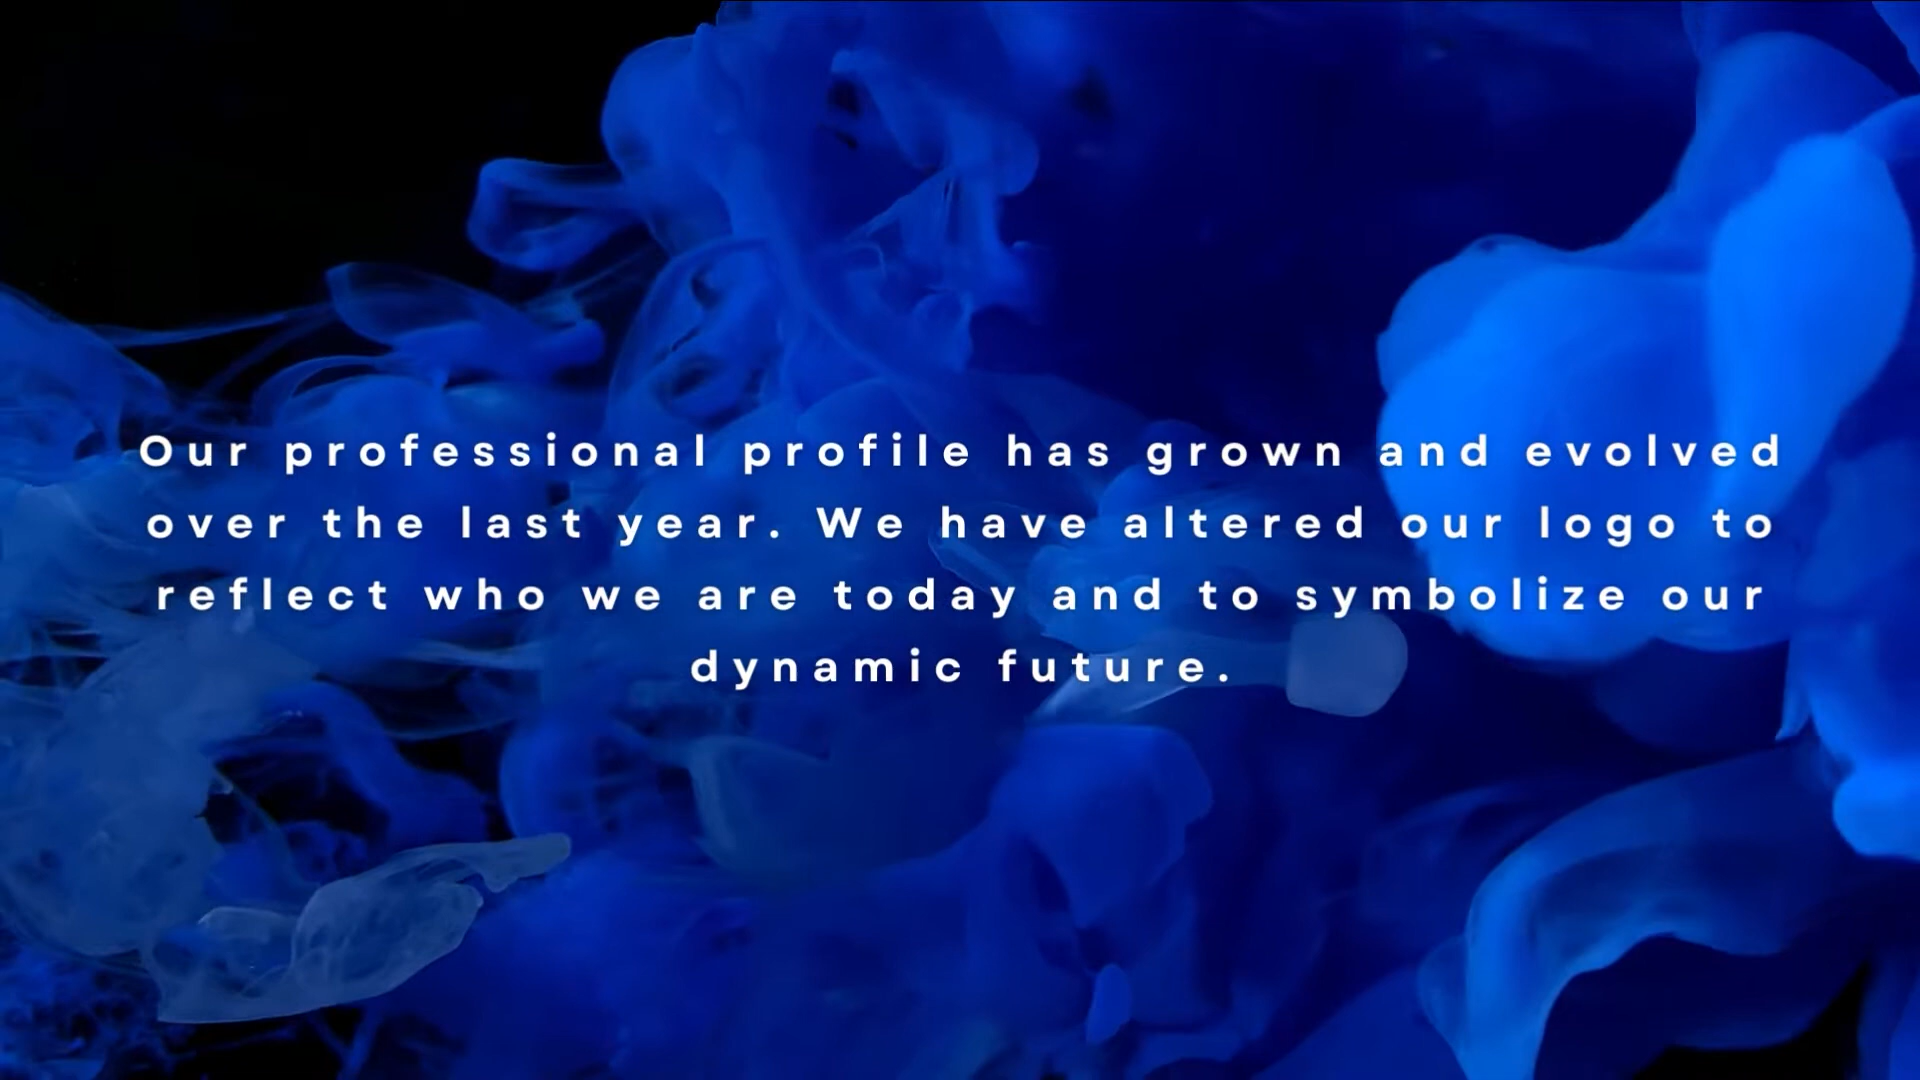 Our professional profile has grown and evolved
over the last year. We have altered our logo to
reflect who we are today and to symbolize our
dynamic future.